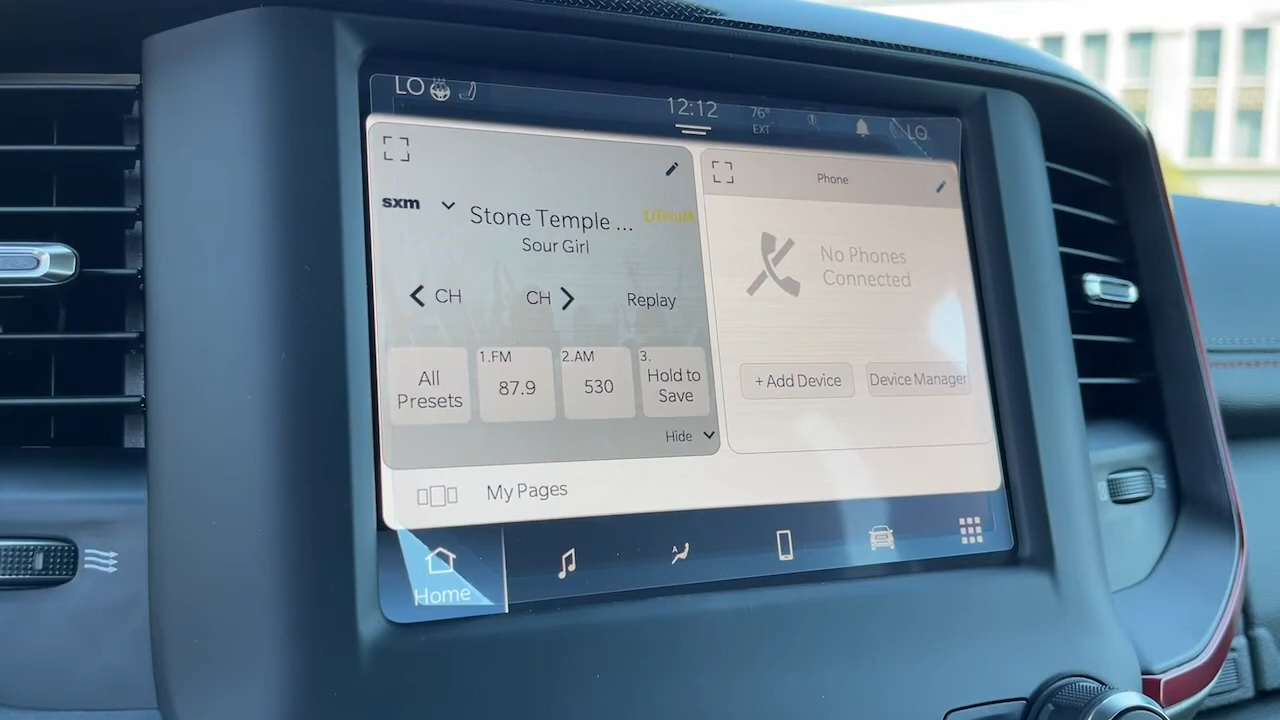 LO
12:12
76°
EXT
LO
sxm
Stone Temple ...
Lithium
Sour Girl
CH
CH
Replay
All
Presets
1.FM
87.9
2.AM
530
3.
Hold to
Save
Hide
Phone
No Phones
Connected
+ Add Device
Device Manager
My Pages
Home
A